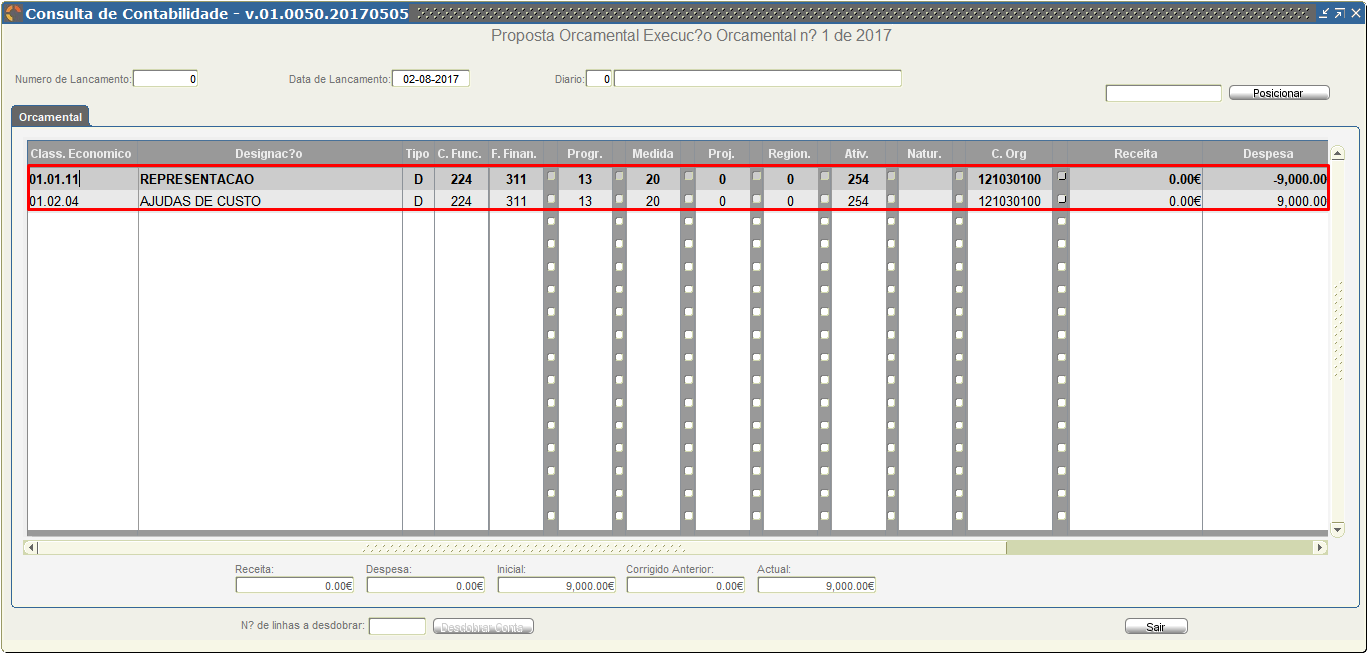 Consulta de Contabilidade - v.01.0050.20170505
Proposta Orcamental Execuc?o Orcamental n? 1 de 2017
Numero de Lancamento: 0 Data de Lancamento: 02-08-2017 Diario: 0
Posicionar
Orcamental
Class. Economico Designac?o Tipo C. Func. F. Finan. Progr. Medida Proj. Region. Ativ. Natur. C. Org Receita Despesa
01.01.11 REPRESENTACAO D 224 311 13 20 0 0 254 121030100 0.00€ -9,000.00
01.02.04 AJUDAS DE CUSTO D 224 311 13 20 0 0 254 121030100 0.00€ 9,000.00
Receita: Despesa: Inicial: Corrigido Anterior: Actual:
0.00€ 0.00€ 9,000.00€ 0.00€ 9,000.00€
N? de linhas a desdobrar: Desdobrar Conta Sair